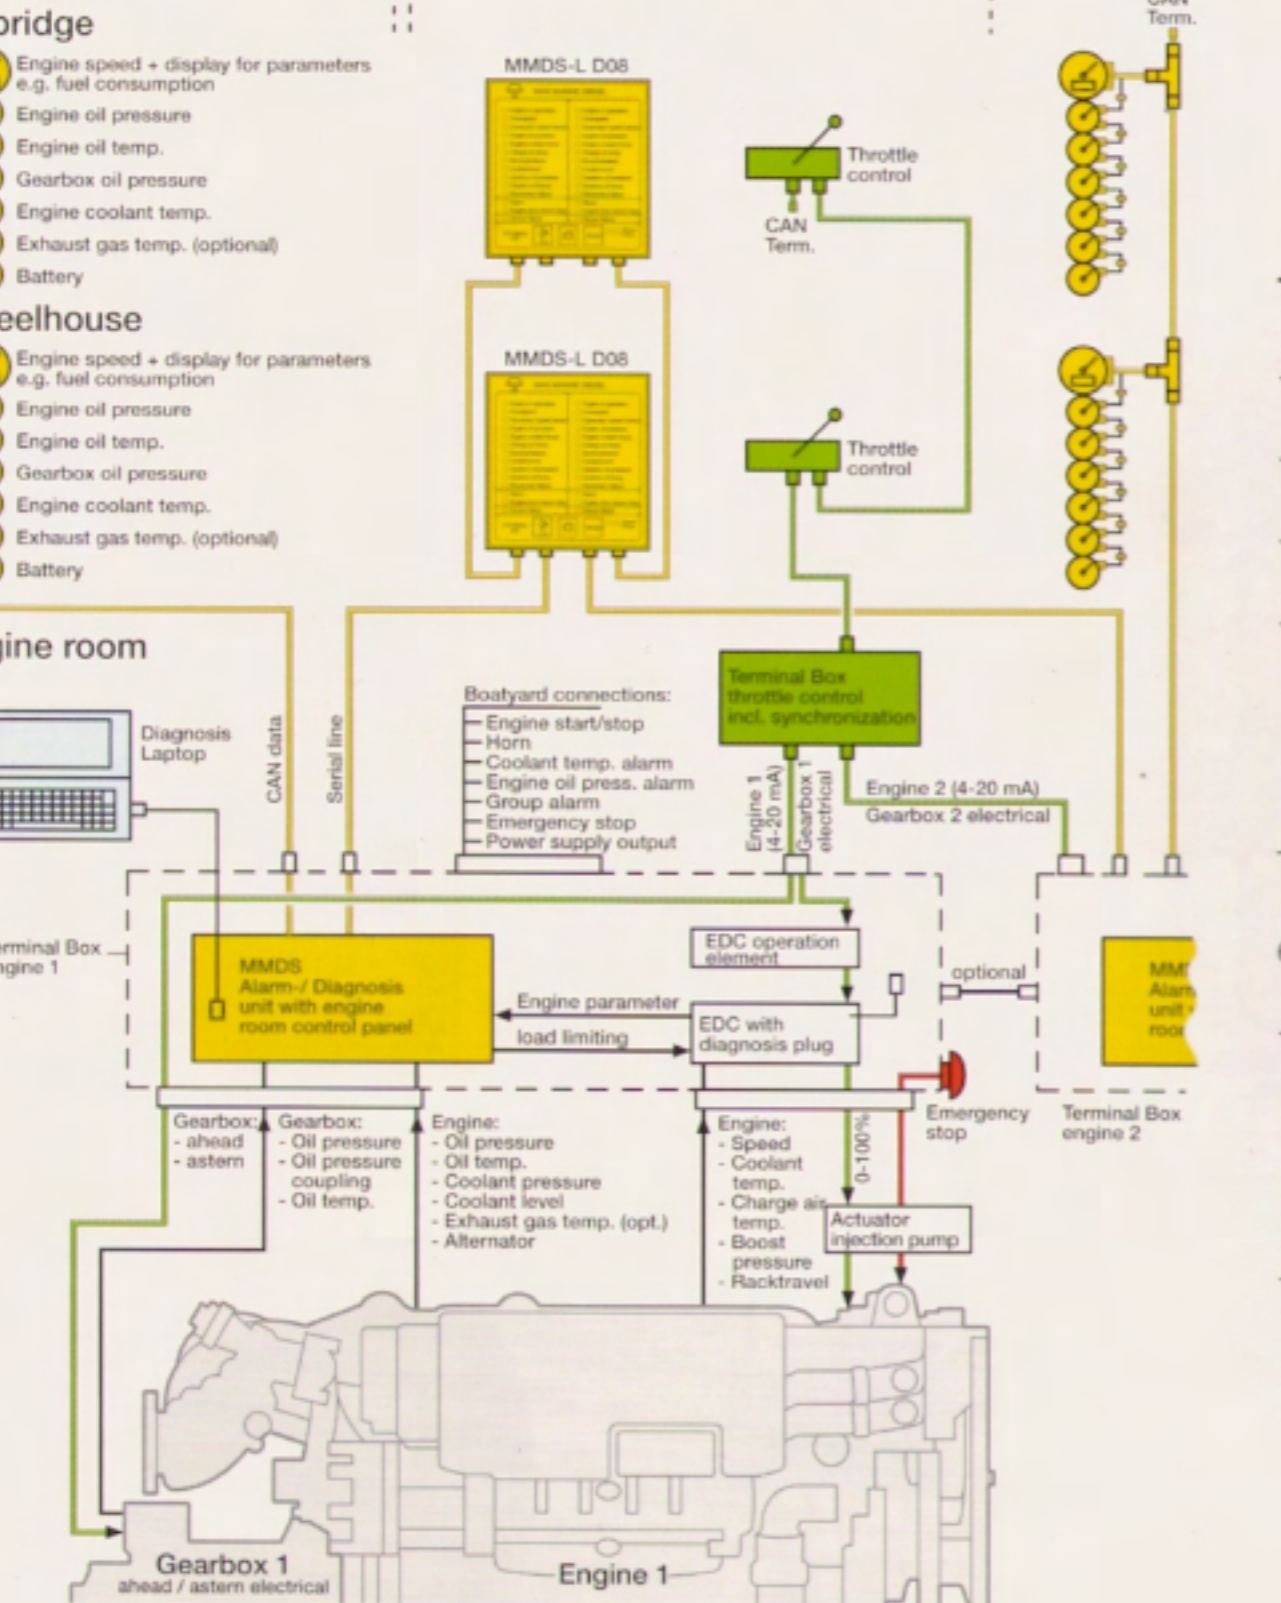 bridge
Engine speed + display for parameters
e.g. fuel consumption
Engine oil pressure
Engine oil temp.
Gearbox oil pressure
Engine coolant temp.
Exhaust gas temp. (optional)
Battery
eelhouse
Engine speed + display for parameters
e.g. fuel consumption
Engine oil pressure
Engine oil temp.
Gearbox oil pressure
Engine coolant temp.
Exhaust gas temp. (optional)
Battery
gine room
Diagnosis
Laptop
MMDS-L D08
MMDS-L D08
Throttle
control
CAN
Term.
Throttle
control
CAN
Term.
CAN data
Serial line
Boatyard connections:
Engine start/stop
Horn
Coolant temp. alarm
Engine oil press. alarm
Group alarm
Emergency stop
Power supply output
Terminal Box
throttle control
incl. synchronization
Engine 1
(4-20 mA)
Gearbox 1
electrical
Engine 2 (4-20 mA)
Gearbox 2 electrical
erminal Box
ngine 1
MMDS
Alarm-/ Diagnosis
unit with engine
room control panel
Engine parameter
load limiting
EDC operation
element
EDC with
diagnosis plug
optional
MM
Alarm
unit
room
Emergency
stop
Terminal Box
engine 2
Gearbox:
- ahead
- astern
Gearbox:
- Oil pressure
- Oil pressure
coupling
- Oil temp.
Engine:
- Oil pressure
- Oil temp.
- Coolant pressure
- Coolant level
- Exhaust gas temp. (opt.)
- Alternator
Engine:
- Speed
- Coolant
temp.
- Charge air
temp.
- Boost
pressure
- Racktravel
0-100%
Actuator
injection pump
Gearbox 1
ahead / astern electrical
Engine 1